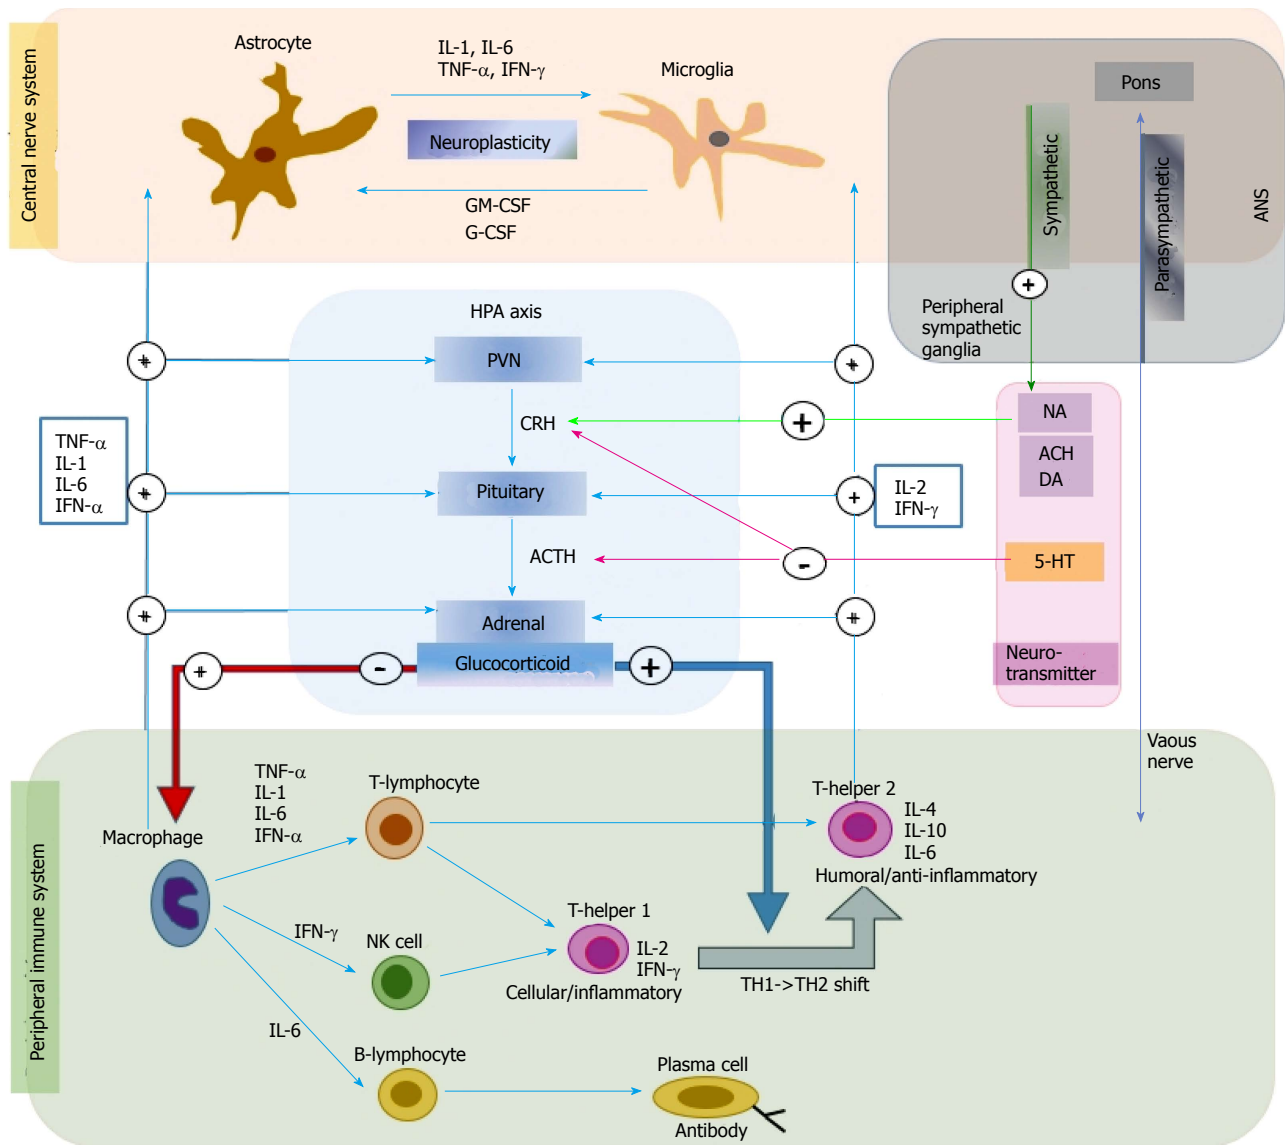 Central nerve system
Astrocyte
IL-1, IL-6
TNF-α, IFN-γ
Microglia
Neuroplasticity
GM-CSF
G-CSF
Pons
Sympathetic
Parasympathetic
ANS
Peripheral
sympathetic
ganglia
+
HPA axis
PVN
+
+
CRH
+
NA
ACH
DA
TNF-α
IL-1
IL-6
IFN-α
+
Pituitary
+
IL-2
IFN-γ
ACTH
-
5-HT
+
Adrenal
+
Glucocorticoid
+
-
+
Neuro-
transmitter
Vaous
nerve
Peripheral immune system
Macrophage
TNF-α
IL-1
IL-6
IFN-α
T-lymphocyte
T-helper 2
IL-4
IL-10
IL-6
Humoral/anti-inflammatory
IFN-γ
NK cell
T-helper 1
IL-2
IFN-γ
Cellular/inflammatory
TH1->TH2 shift
IL-6
B-lymphocyte
Plasma cell
Antibody